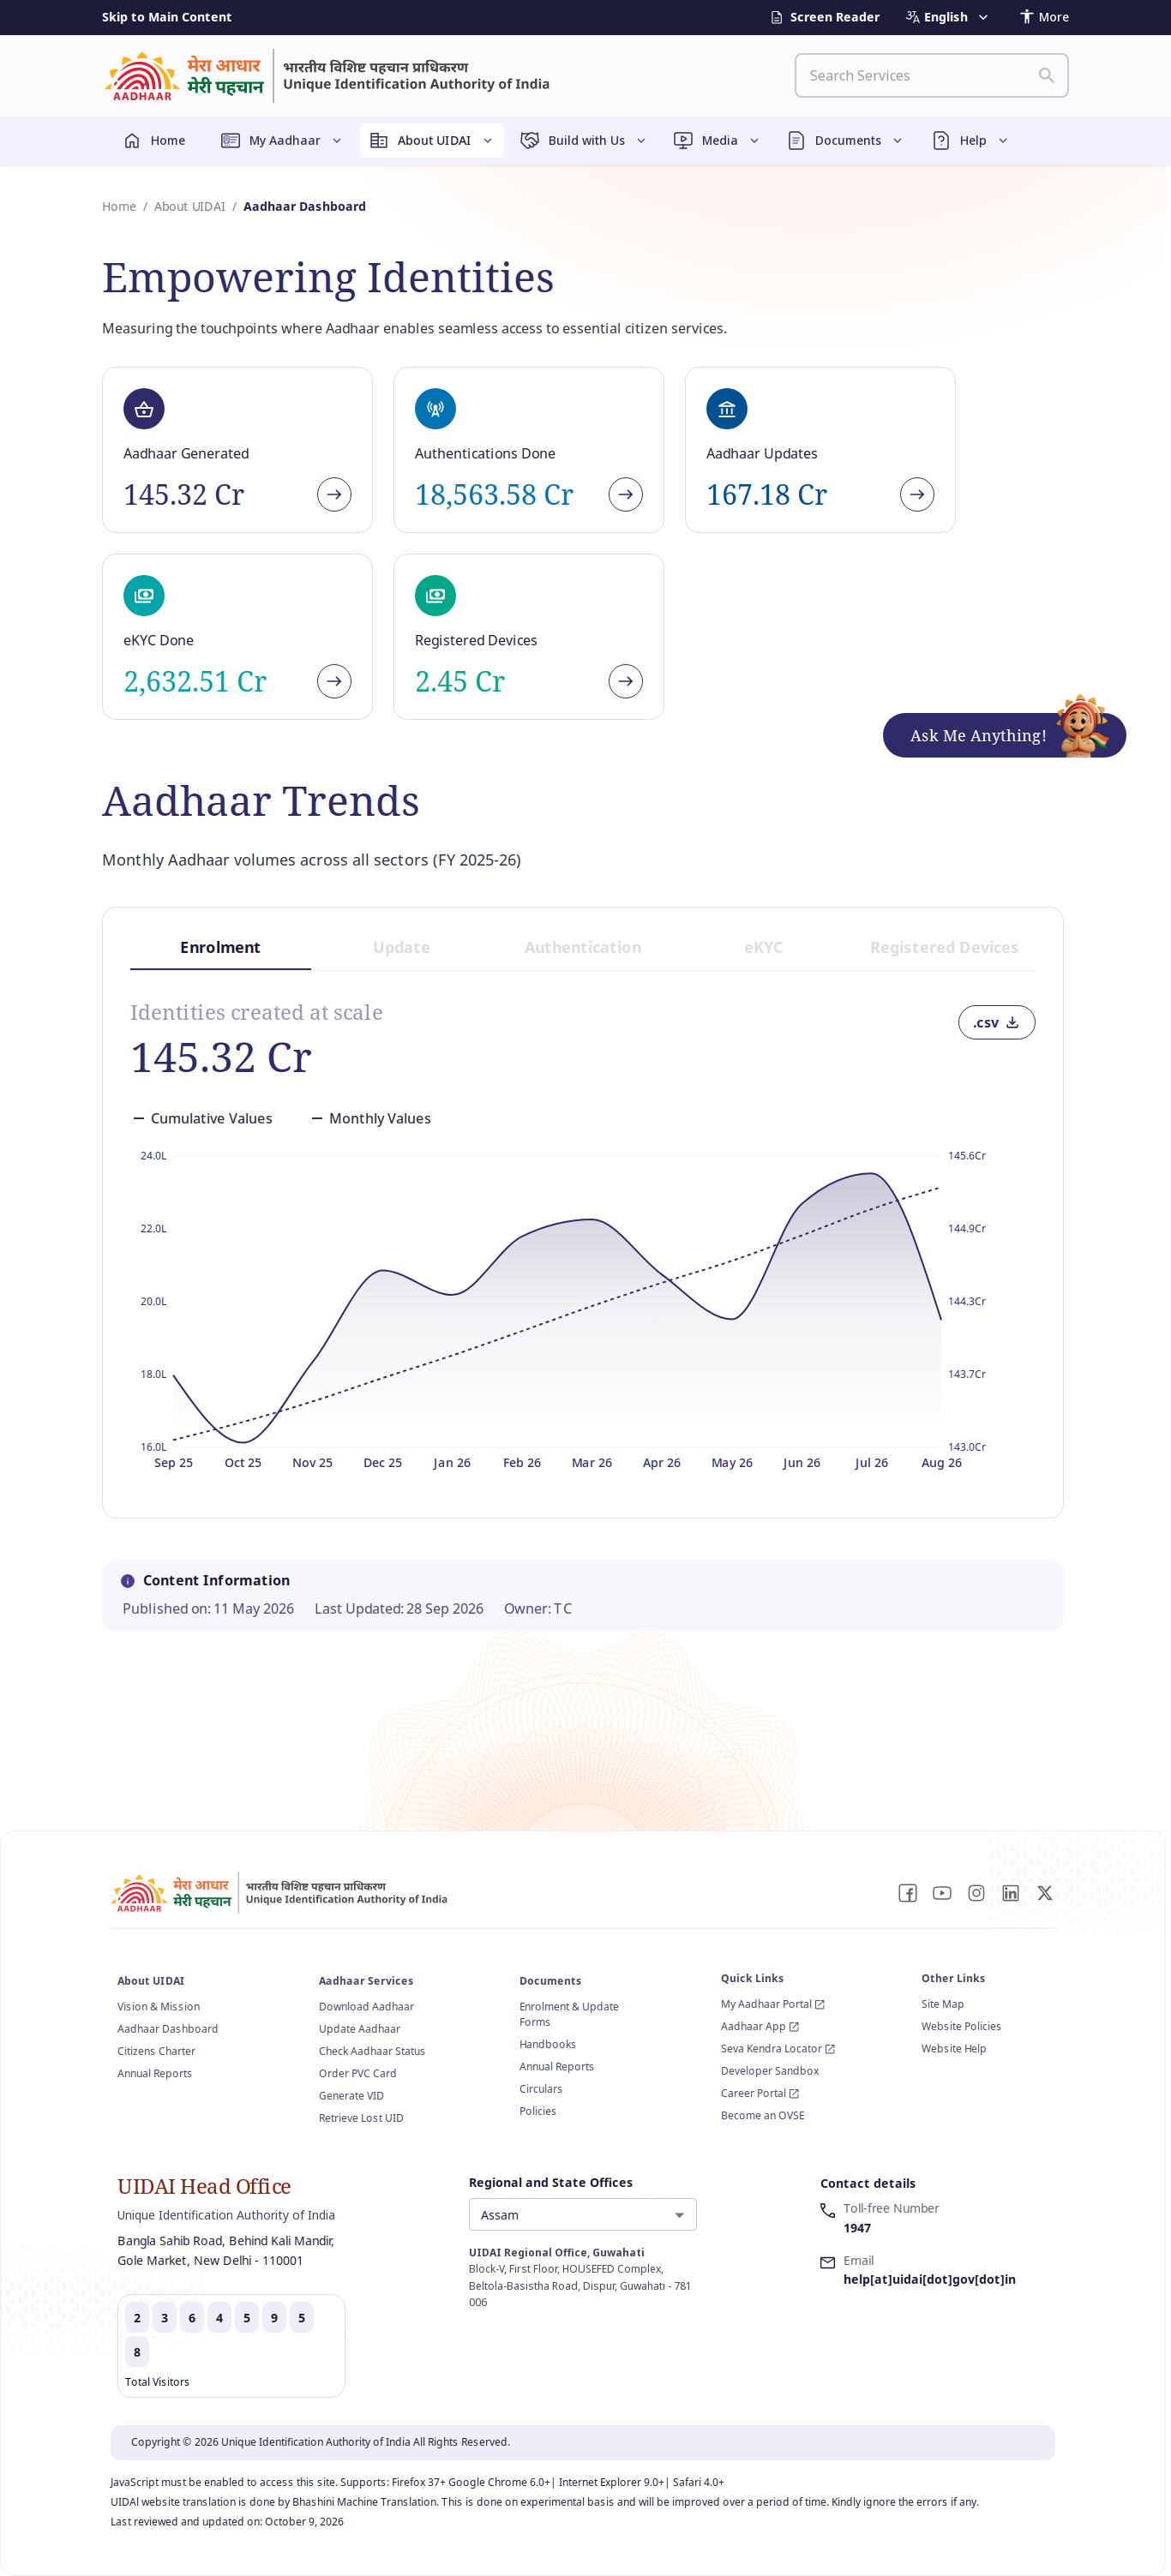 Skip to Main Content
Screen Reader
English
More
AADHAAR
मेरा आधार
मेरी पहचान
भारतीय विशिष्ट पहचान प्राधिकरण
Unique Identification Authority of India
Search Services
Home
My Aadhaar
About UIDAI
Build with Us
Media
Documents
Help
Home / About UIDAI / Aadhaar Dashboard
Empowering Identities
Measuring the touchpoints where Aadhaar enables seamless access to essential citizen services.
Aadhaar Generated
145.32 Cr
Authentications Done
18,563.58 Cr
Aadhaar Updates
167.18 Cr
eKYC Done
2,632.51 Cr
Registered Devices
2.45 Cr
Ask Me Anything!
Aadhaar Trends
Monthly Aadhaar volumes across all sectors (FY 2025-26)
Enrolment
Update
Authentication
eKYC
Registered Devices
Identities created at scale
145.32 Cr
.csv
Cumulative Values
Monthly Values
24.0L
22.0L
20.0L
18.0L
16.0L
145.6Cr
144.9Cr
144.3Cr
143.7Cr
143.0Cr
Sep 25
Oct 25
Nov 25
Dec 25
Jan 26
Feb 26
Mar 26
Apr 26
May 26
Jun 26
Jul 26
Aug 26
Content Information
Published on: 11 May 2026
Last Updated: 28 Sep 2026
Owner: TC
AADHAAR
मेरा आधार
मेरी पहचान
भारतीय विशिष्ट पहचान प्राधिकरण
Unique Identification Authority of India
About UIDAI
Vision & Mission
Aadhaar Dashboard
Citizens Charter
Annual Reports
Aadhaar Services
Download Aadhaar
Update Aadhaar
Check Aadhaar Status
Order PVC Card
Generate VID
Retrieve Lost UID
Documents
Enrolment & Update
Forms
Handbooks
Annual Reports
Circulars
Policies
Quick Links
My Aadhaar Portal
Aadhaar App
Seva Kendra Locator
Developer Sandbox
Career Portal
Become an OVSE
Other Links
Site Map
Website Policies
Website Help
UIDAI Head Office
Unique Identification Authority of India
Bangla Sahib Road, Behind Kali Mandir,
Gole Market, New Delhi - 110001
2 3 6 4 5 9 5
8
Total Visitors
Regional and State Offices
Assam
UIDAI Regional Office, Guwahati
Block-V, First Floor, HOUSEFED Complex,
Beltola-Basistha Road, Dispur, Guwahati - 781
006
Contact details
Toll-free Number
1947
Email
help[at]uidai[dot]gov[dot]in
Copyright © 2026 Unique Identification Authority of India All Rights Reserved.
JavaScript must be enabled to access this site. Supports: Firefox 37+ Google Chrome 6.0+| Internet Explorer 9.0+| Safari 4.0+
UIDAI website translation is done by Bhashini Machine Translation. This is done on experimental basis and will be improved over a period of time. Kindly ignore the errors if any.
Last reviewed and updated on: October 9, 2026